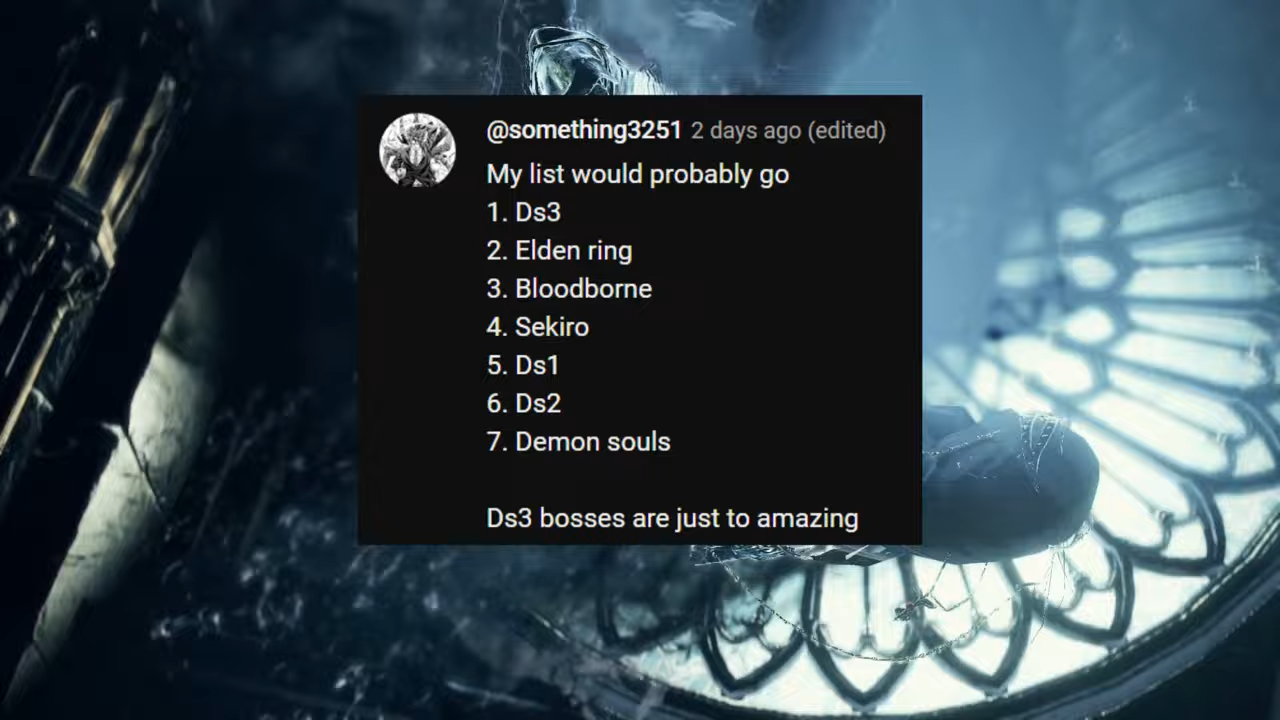 @something3251 2 days ago (edited)
My list would probably go
1. Ds3
2. Elden ring
3. Bloodborne
4. Sekiro
5. Ds1
6. Ds2
7. Demon souls
Ds3 bosses are just to amazing